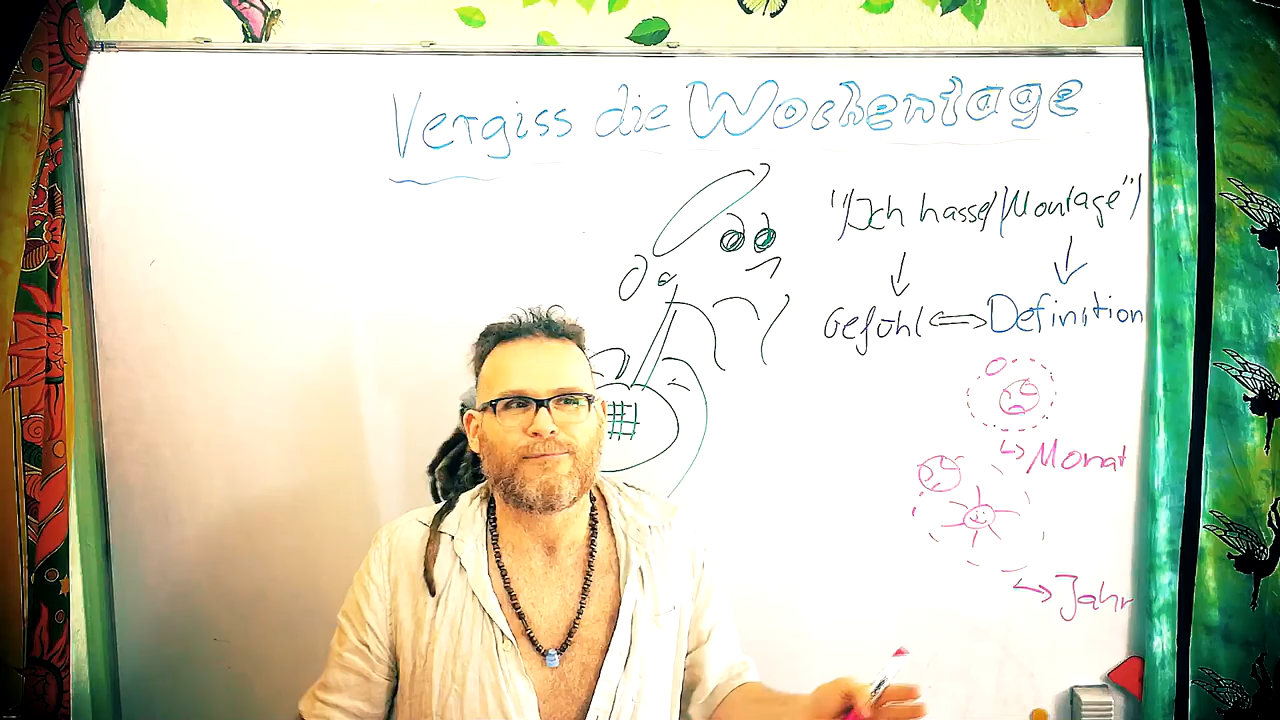 Vergiss die Wochentage
"/Ich hasse/ /Montage"/
Gefühl ⟺ Definition
↳ Monat
↳ Jahr